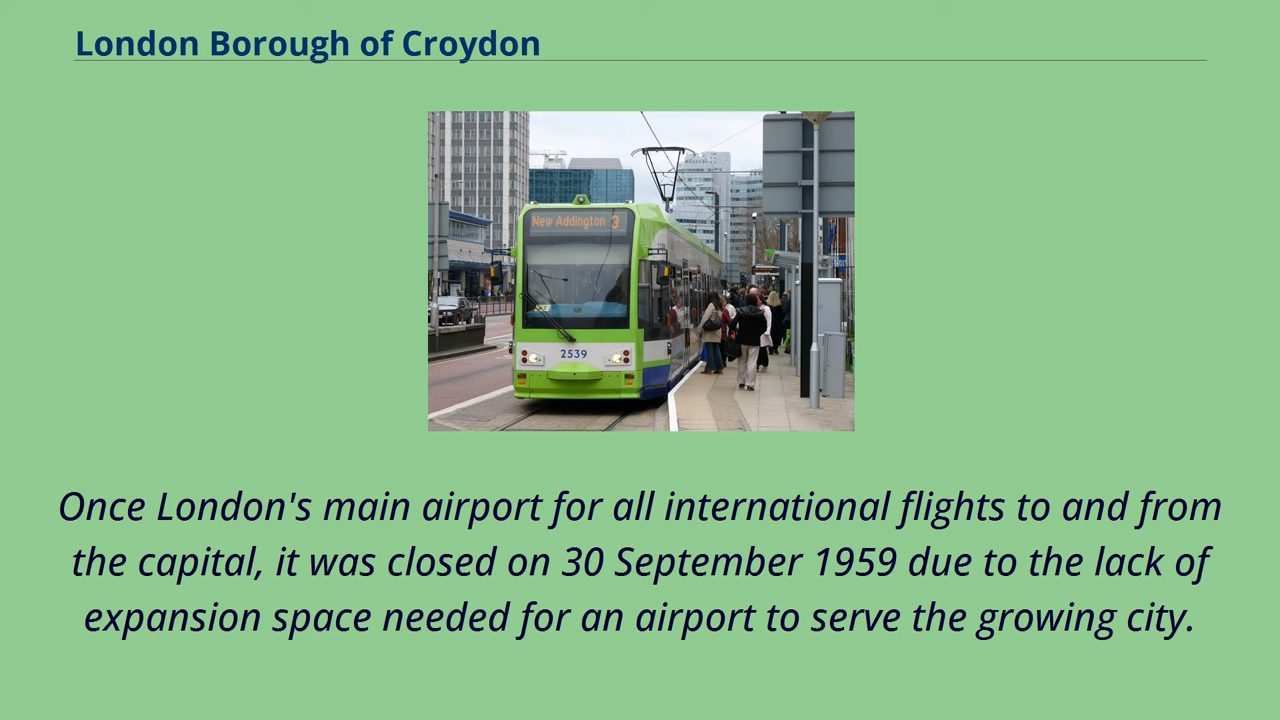 London Borough of Croydon
New Addington 3
2539
Once London's main airport for all international flights to and from
the capital, it was closed on 30 September 1959 due to the lack of
expansion space needed for an airport to serve the growing city.